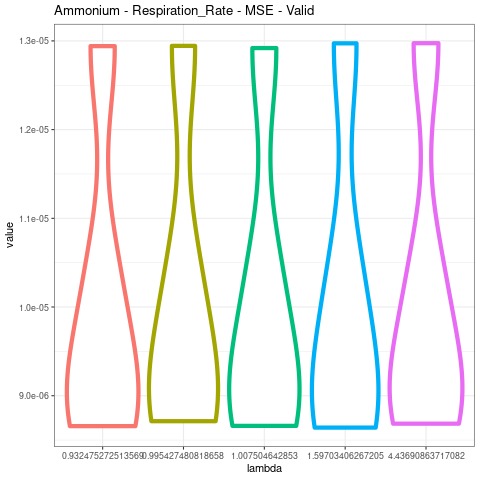 Ammonium - Respiration_Rate - MSE - Valid
1.3e-05
1.2e-05
1.1e-05
1.0e-05
9.0e-06
value
0.932475272513569 0.995427480818658 1.007504642853 1.59703406267205 4.43690863717082
lambda